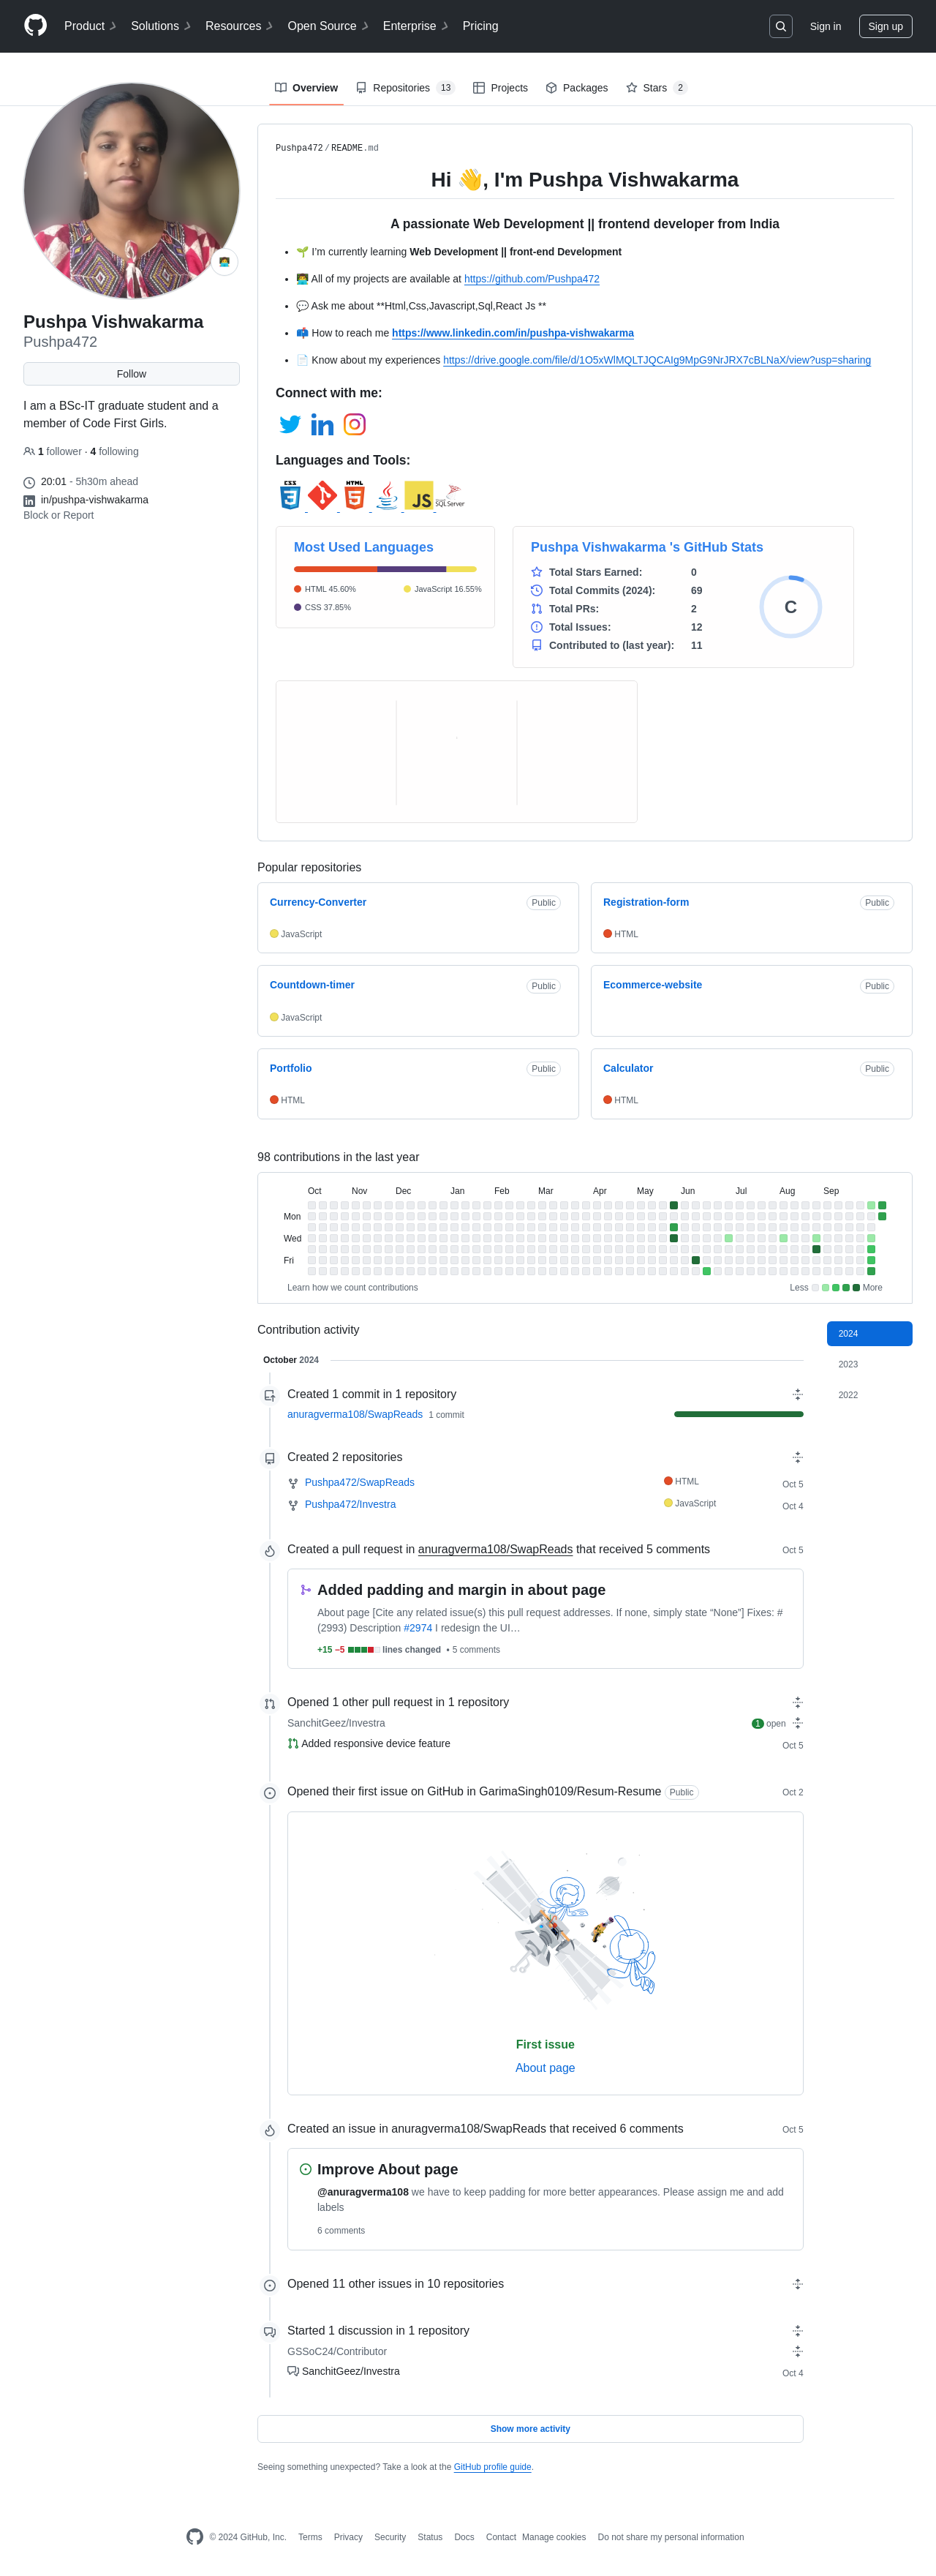 Product Solutions Resources Open Source Enterprise Pricing Sign in Sign up
Overview Repositories 13 Projects Packages Stars 2
Pushpa Vishwakarma
Pushpa472
Follow
I am a BSc-IT graduate student and a
member of Code First Girls.
1 follower · 4 following
20:01 - 5h30m ahead
in/pushpa-vishwakarma
Block or Report
Pushpa472/README.md
Hi 👋, I'm Pushpa Vishwakarma
A passionate Web Development || frontend developer from India
🌱 I'm currently learning Web Development || front-end Development
👩‍💻 All of my projects are available at https://github.com/Pushpa472
💬 Ask me about **Html,Css,Javascript,Sql,React Js **
📫 How to reach me https://www.linkedin.com/in/pushpa-vishwakarma
📄 Know about my experiences https://drive.google.com/file/d/1O5xWlMQLTJQCAIg9MpG9NrJRX7cBLNaX/view?usp=sharing
Connect with me:
Languages and Tools:
CSS HTML JS SQL Server
Most Used Languages
HTML 45.60% JavaScript 16.55%
CSS 37.85%
Pushpa Vishwakarma 's GitHub Stats
Total Stars Earned: 0
Total Commits (2024): 69
Total PRs: 2
Total Issues: 12
Contributed to (last year): 11
C
Popular repositories
Currency-Converter Public
JavaScript
Registration-form Public
HTML
Countdown-timer Public
JavaScript
Ecommerce-website Public
Portfolio Public
HTML
Calculator Public
HTML
98 contributions in the last year
Oct Nov Dec Jan Feb Mar Apr May Jun Jul Aug Sep
Mon
Wed
Fri
Learn how we count contributions Less More
Contribution activity
2024
2023
2022
October 2024
Created 1 commit in 1 repository
anuragverma108/SwapReads 1 commit
Created 2 repositories
Pushpa472/SwapReads HTML Oct 5
Pushpa472/Investra JavaScript Oct 4
Created a pull request in anuragverma108/SwapReads that received 5 comments Oct 5
Added padding and margin in about page
About page [Cite any related issue(s) this pull request addresses. If none, simply state “None”] Fixes: #
(2993) Description #2974 I redesign the UI…
+15 −5 lines changed • 5 comments
Opened 1 other pull request in 1 repository
SanchitGeez/Investra 1 open
Added responsive device feature Oct 5
Opened their first issue on GitHub in GarimaSingh0109/Resum-Resume Public Oct 2
First issue
About page
Created an issue in anuragverma108/SwapReads that received 6 comments Oct 5
Improve About page
@anuragverma108 we have to keep padding for more better appearances. Please assign me and add
labels
6 comments
Opened 11 other issues in 10 repositories
Started 1 discussion in 1 repository
GSSoC24/Contributor
SanchitGeez/Investra Oct 4
Show more activity
Seeing something unexpected? Take a look at the GitHub profile guide.
© 2024 GitHub, Inc. Terms Privacy Security Status Docs Contact Manage cookies Do not share my personal information